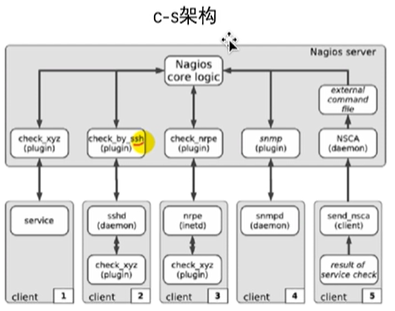 c-s架构
Nagios server
Nagios
core logic
external
command
file
check_xyz
(plugin)
check_by_ssh
(plugin)
check_nrpe
(plugin)
snmp
(plugin)
NSCA
(daemon)
service
sshd
(daemon)
nrpe
(inetd)
snmpd
(daemon)
send_nsca
(client)
check_xyz
(plugin)
check_xyz
(plugin)
result of
service check
client 1
client 2
client 3
client 4
client 5